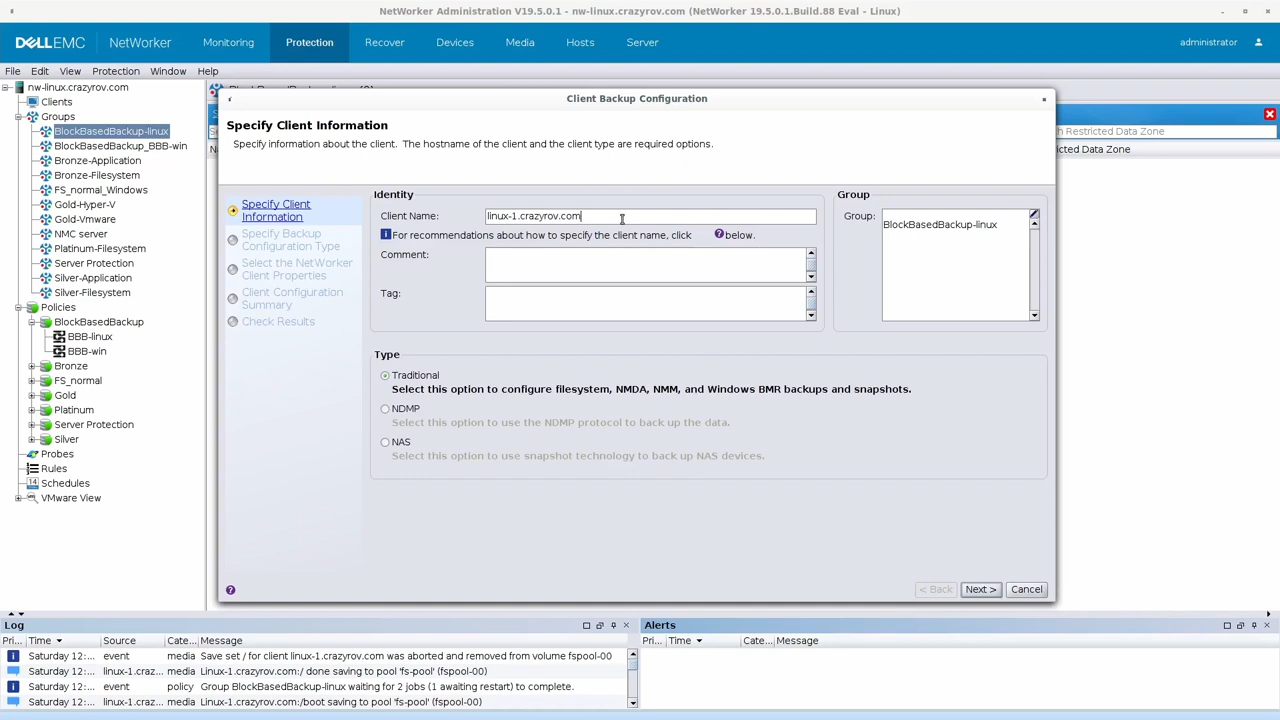 NetWorker Administration V19.5.0.1 - nw-linux.crazyrov.com (NetWorker 19.5.0.1.Build.88 Eval - Linux)
DELLEMC NetWorker Monitoring Protection Recover Devices Media Hosts Server administrator
File Edit View Protection Window Help
nw-linux.crazyrov.com
Clients
Groups
BlockBasedBackup-linux
BlockBasedBackup_BBB-win
Bronze-Application
Bronze-Filesystem
FS_normal_Windows
Gold-Hyper-V
Gold-Vmware
NMC server
Platinum-Filesystem
Server Protection
Silver-Application
Silver-Filesystem
Policies
BlockBasedBackup
BBB-linux
BBB-win
Bronze
FS_normal
Gold
Platinum
Server Protection
Silver
Probes
Rules
14 Schedules
VMware View
Restricted Data Zone
Restricted Data Zone
Client Backup Configuration
Specify Client Information
Specify information about the client. The hostname of the client and the client type are required options.
Specify Client
Information
Specify Backup
Configuration Type
Select the NetWorker
Client Properties
Client Configuration
Summary
Check Results
Identity
Client Name: linux-1.crazyrov.com
For recommendations about how to specify the client name, click ? below.
Comment:
Tag:
Group
Group: BlockBasedBackup-linux
Type
Traditional
Select this option to configure filesystem, NMDA, NMM, and Windows BMR backups and snapshots.
NDMP
Select this option to use the NDMP protocol to back up the data.
NAS
Select this option to use snapshot technology to back up NAS devices.
? < Back Next > Cancel
Log
Pri... Time Source Cate... Message
Saturday 12:... event media Save set / for client linux-1.crazyrov.com was aborted and removed from volume fspool-00
Saturday 12:... linux-1.craz... media Linux-1.crazyrov.com:/ done saving to pool 'fs-pool' (fspool-00)
Saturday 12:... event policy Group BlockBasedBackup-linux waiting for 2 jobs (1 awaiting restart) to complete.
Saturday 12:... linux-1.craz... media Linux-1.crazyrov.com:/boot saving to pool 'fs-pool' (fspool-00)
Alerts
Pri... Time Cate... Message